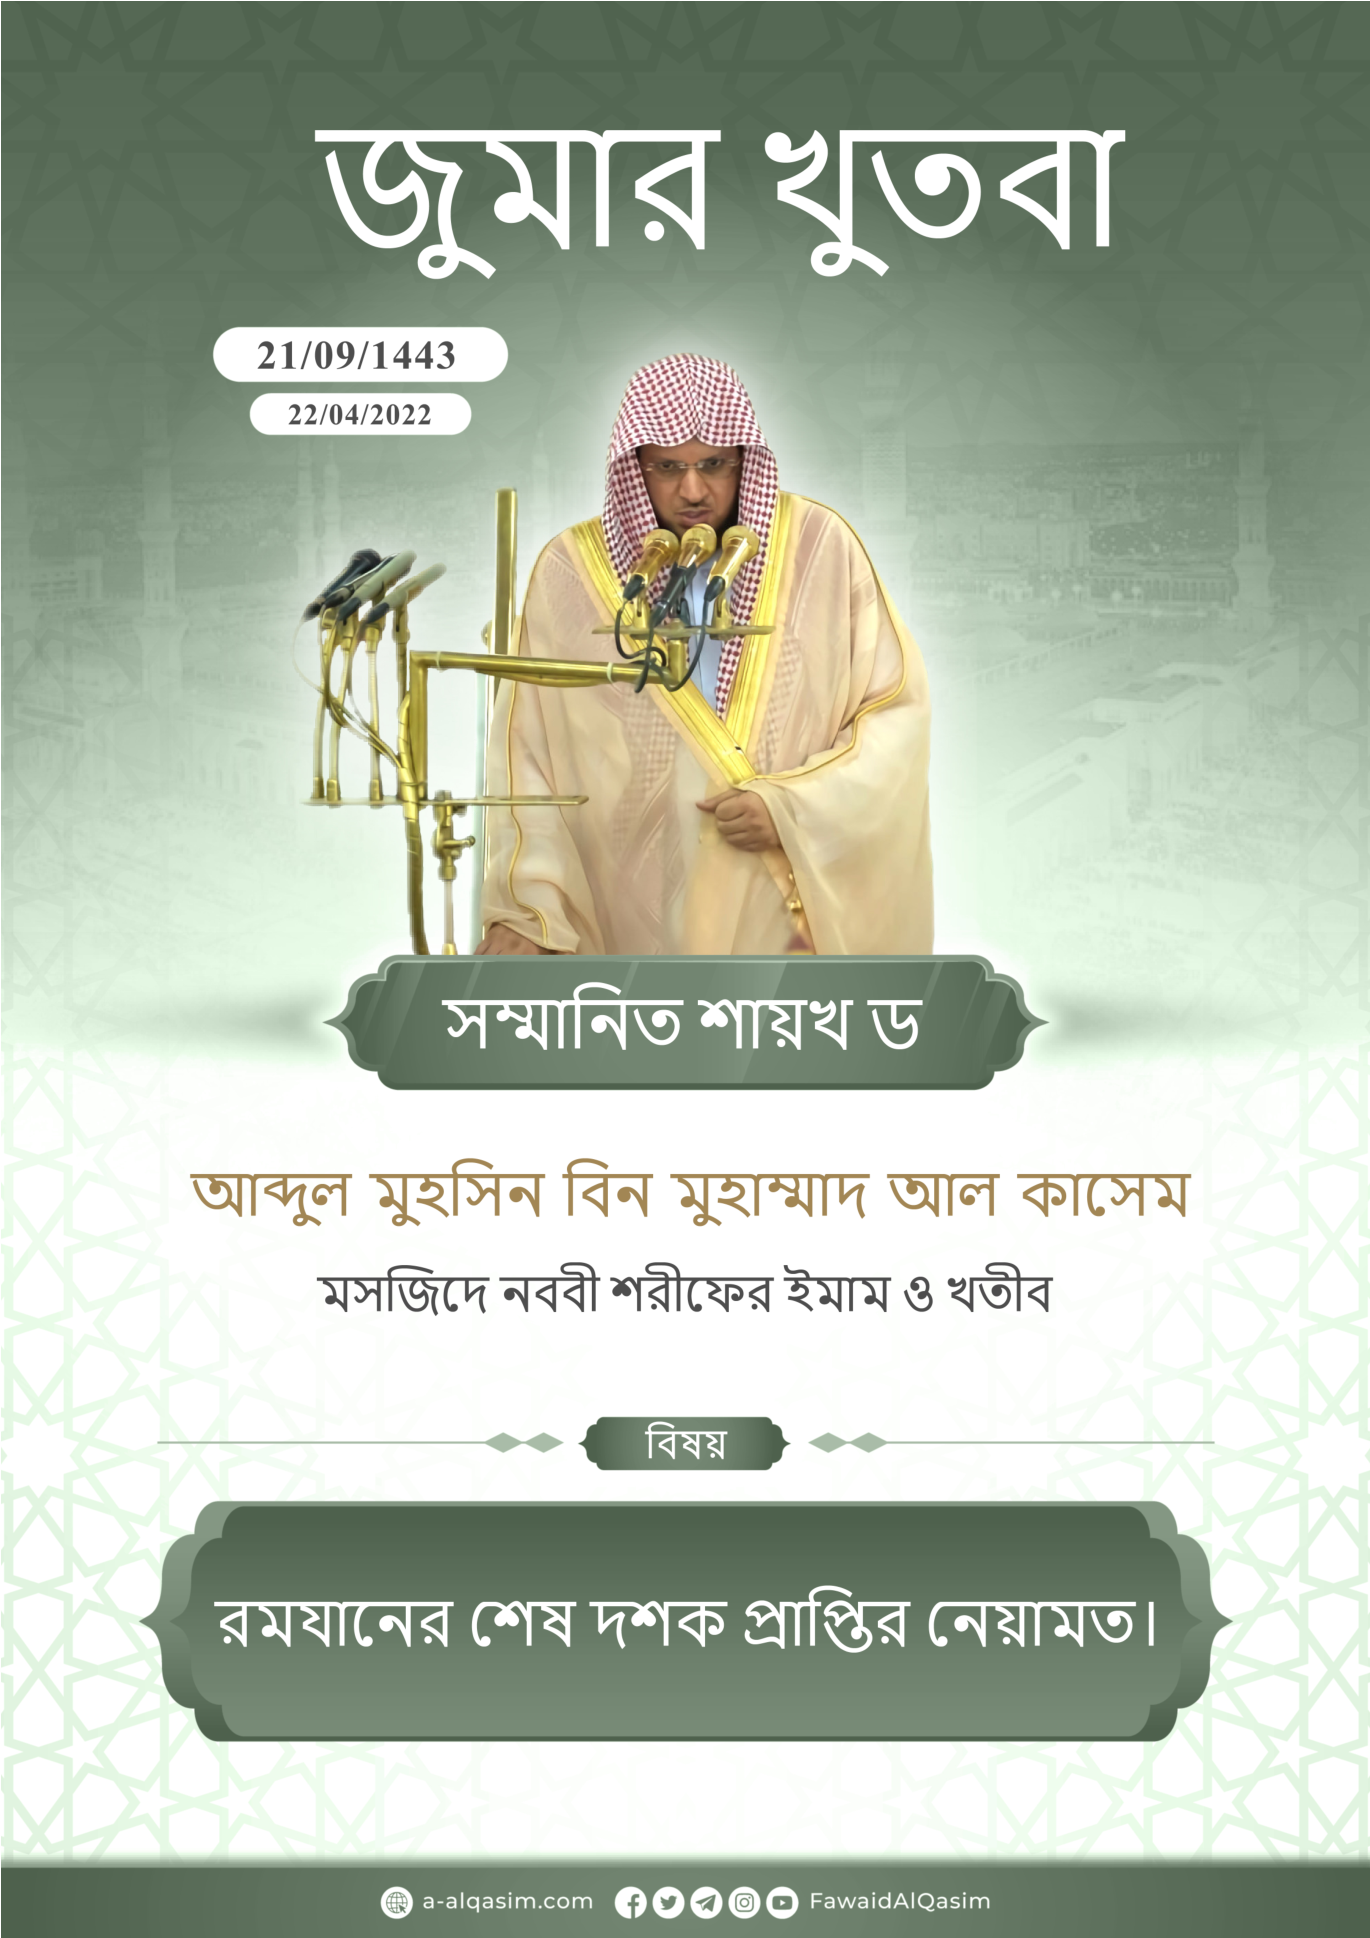 জুমার খুতবা
21/09/1443
22/04/2022
সম্মানিত শায়খ ড
আব্দুল মুহসিন বিন মুহাম্মাদ আল কাসেম
মসজিদে নববী শরীফের ইমাম ও খতীব
বিষয়
রমযানের শেষ দশক প্রাপ্তির নেয়ামত।
a-alqasim.com FawaidAlQasim